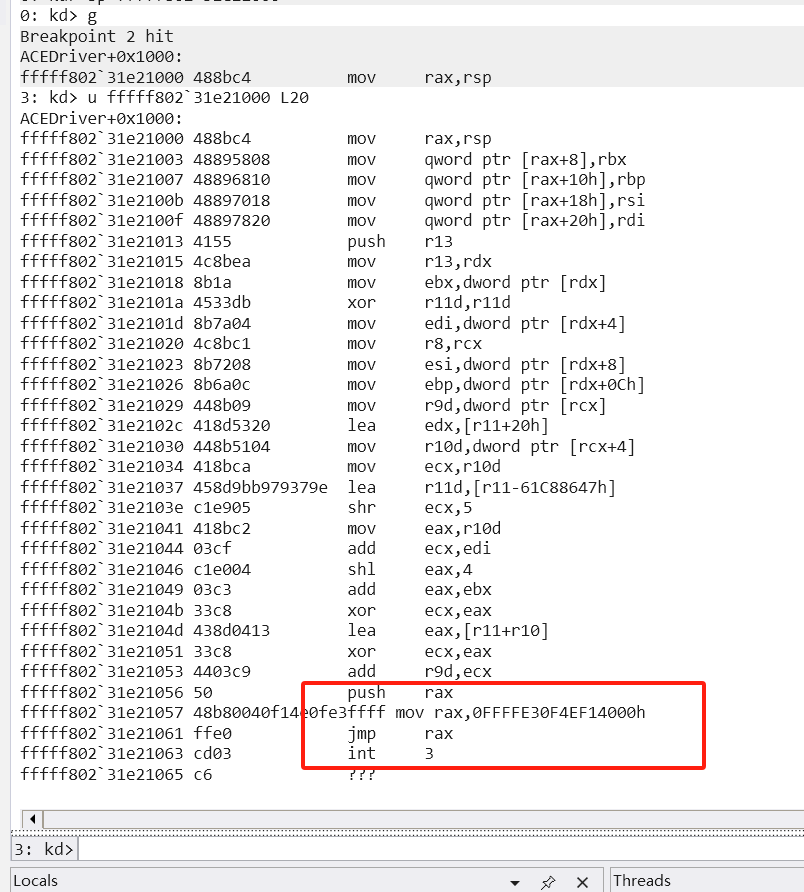 0: kd> g
Breakpoint 2 hit
ACEDriver+0x1000:
fffff802`31e21000 488bc4 mov rax,rsp
3: kd> u fffff802`31e21000 L20
ACEDriver+0x1000:
fffff802`31e21000 488bc4 mov rax,rsp
fffff802`31e21003 48895808 mov qword ptr [rax+8],rbx
fffff802`31e21007 48896810 mov qword ptr [rax+10h],rbp
fffff802`31e2100b 48897018 mov qword ptr [rax+18h],rsi
fffff802`31e2100f 48897820 mov qword ptr [rax+20h],rdi
fffff802`31e21013 4155 push r13
fffff802`31e21015 4c8bea mov r13,rdx
fffff802`31e21018 8b1a mov ebx,dword ptr [rdx]
fffff802`31e2101a 4533db xor r11d,r11d
fffff802`31e2101d 8b7a04 mov edi,dword ptr [rdx+4]
fffff802`31e21020 4c8bc1 mov r8,rcx
fffff802`31e21023 8b7208 mov esi,dword ptr [rdx+8]
fffff802`31e21026 8b6a0c mov ebp,dword ptr [rdx+0Ch]
fffff802`31e21029 448b09 mov r9d,dword ptr [rcx]
fffff802`31e2102c 418d5320 lea edx,[r11+20h]
fffff802`31e21030 448b5104 mov r10d,dword ptr [rcx+4]
fffff802`31e21034 418bca mov ecx,r10d
fffff802`31e21037 458d9bb979379e lea r11d,[r11-61C88647h]
fffff802`31e2103e c1e905 shr ecx,5
fffff802`31e21041 418bc2 mov eax,r10d
fffff802`31e21044 03cf add ecx,edi
fffff802`31e21046 c1e004 shl eax,4
fffff802`31e21049 03c3 add eax,ebx
fffff802`31e2104b 33c8 xor ecx,eax
fffff802`31e2104d 438d0413 lea eax,[r11+r10]
fffff802`31e21051 33c8 xor ecx,eax
fffff802`31e21053 4403c9 add r9d,ecx
fffff802`31e21056 50 push rax
fffff802`31e21057 48b80040f14e0fe3ffff mov rax,0FFFFE30F4EF14000h
fffff802`31e21061 ffe0 jmp rax
fffff802`31e21063 cd03 int 3
fffff802`31e21065 c6 ???
3: kd>
Locals
Threads